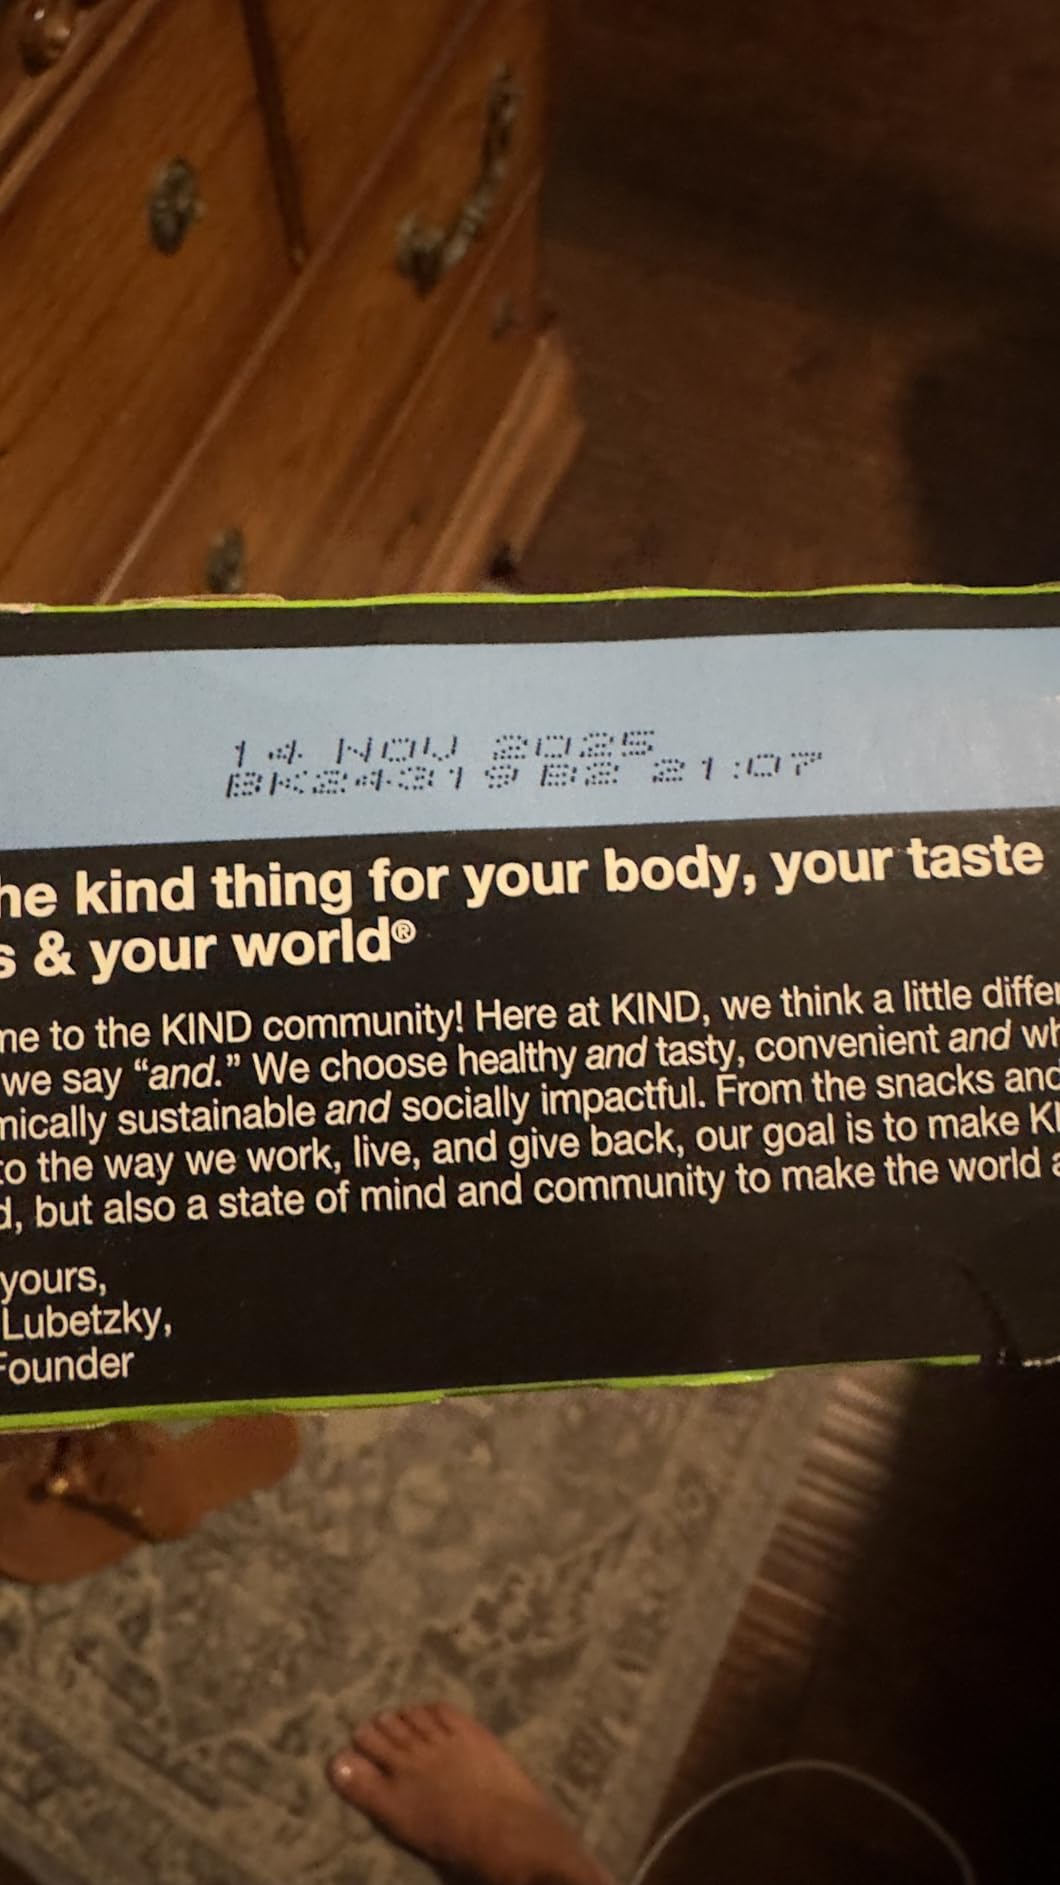 14 NOV 2025
BK24319 B2 21:07
he kind thing for your body, your taste
s & your world®
me to the KIND community! Here at KIND, we think a little differ
we say “and.” We choose healthy and tasty, convenient and wh
mically sustainable and socially impactful. From the snacks and
to the way we work, live, and give back, our goal is to make KI
d, but also a state of mind and community to make the world a
yours,
Lubetzky,
Founder